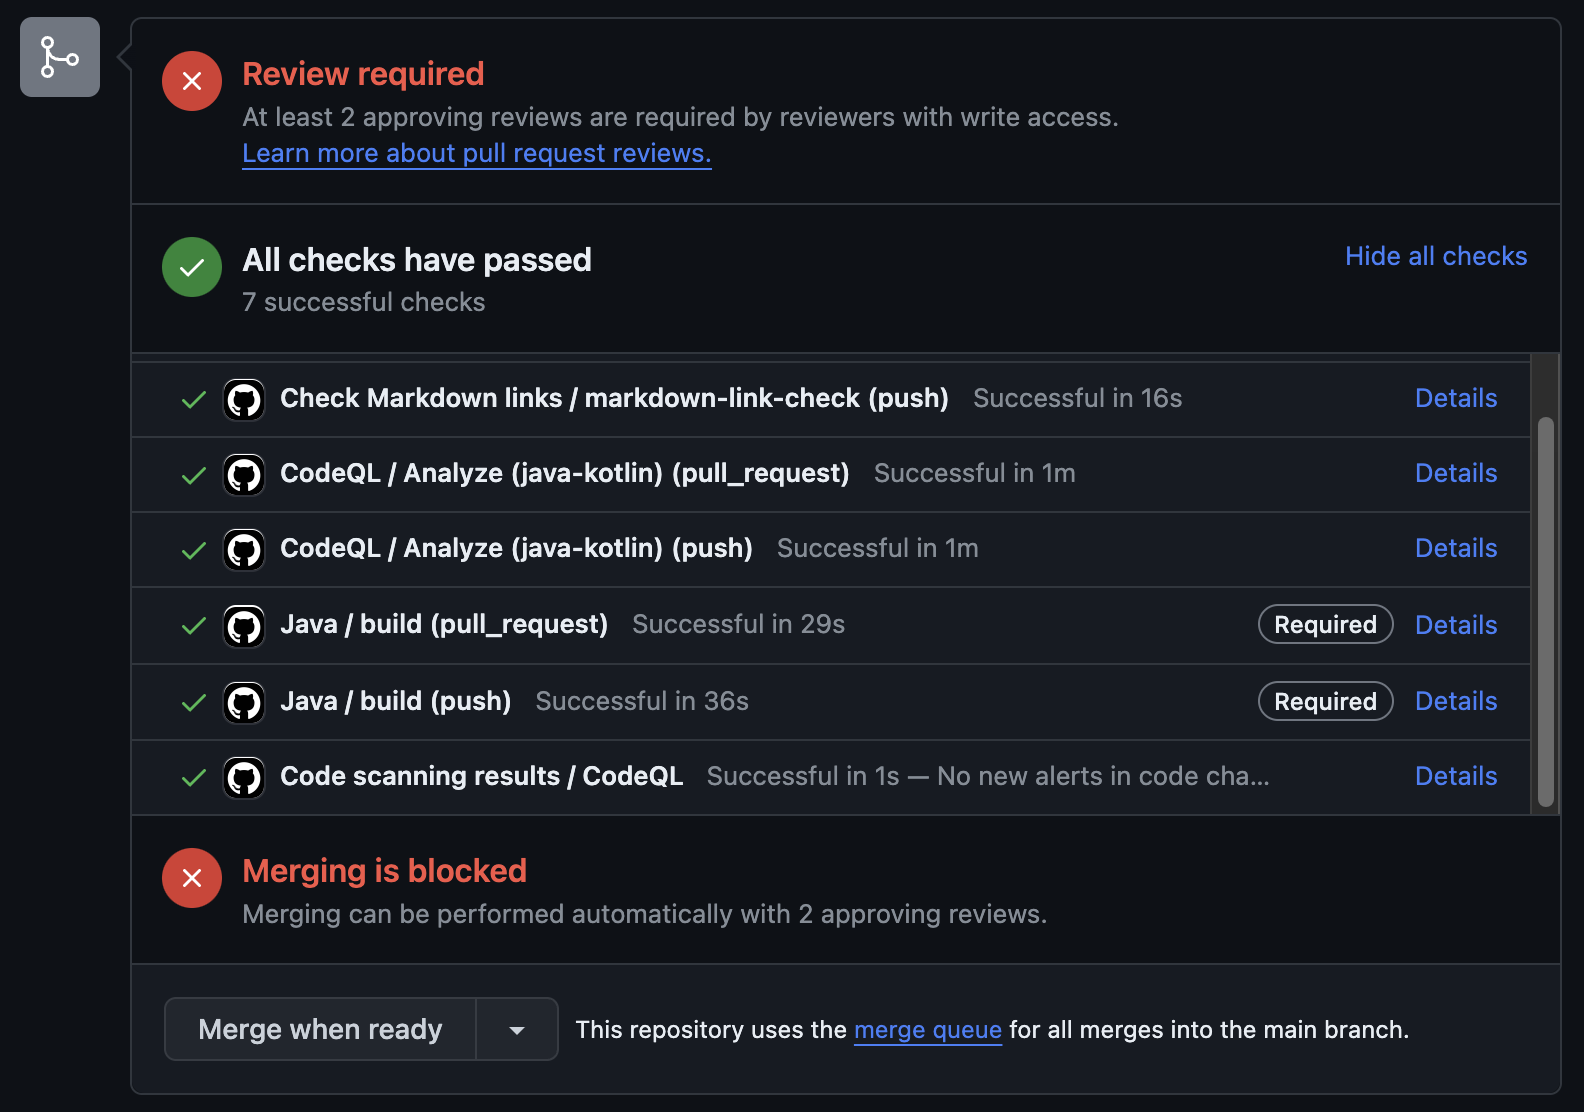 Review required
At least 2 approving reviews are required by reviewers with write access.
Learn more about pull request reviews.
All checks have passed
Hide all checks
7 successful checks
Check Markdown links / markdown-link-check (push) Successful in 16s Details
CodeQL / Analyze (java-kotlin) (pull_request) Successful in 1m Details
CodeQL / Analyze (java-kotlin) (push) Successful in 1m Details
Java / build (pull_request) Successful in 29s Required Details
Java / build (push) Successful in 36s Required Details
Code scanning results / CodeQL Successful in 1s — No new alerts in code cha... Details
Merging is blocked
Merging can be performed automatically with 2 approving reviews.
Merge when ready This repository uses the merge queue for all merges into the main branch.